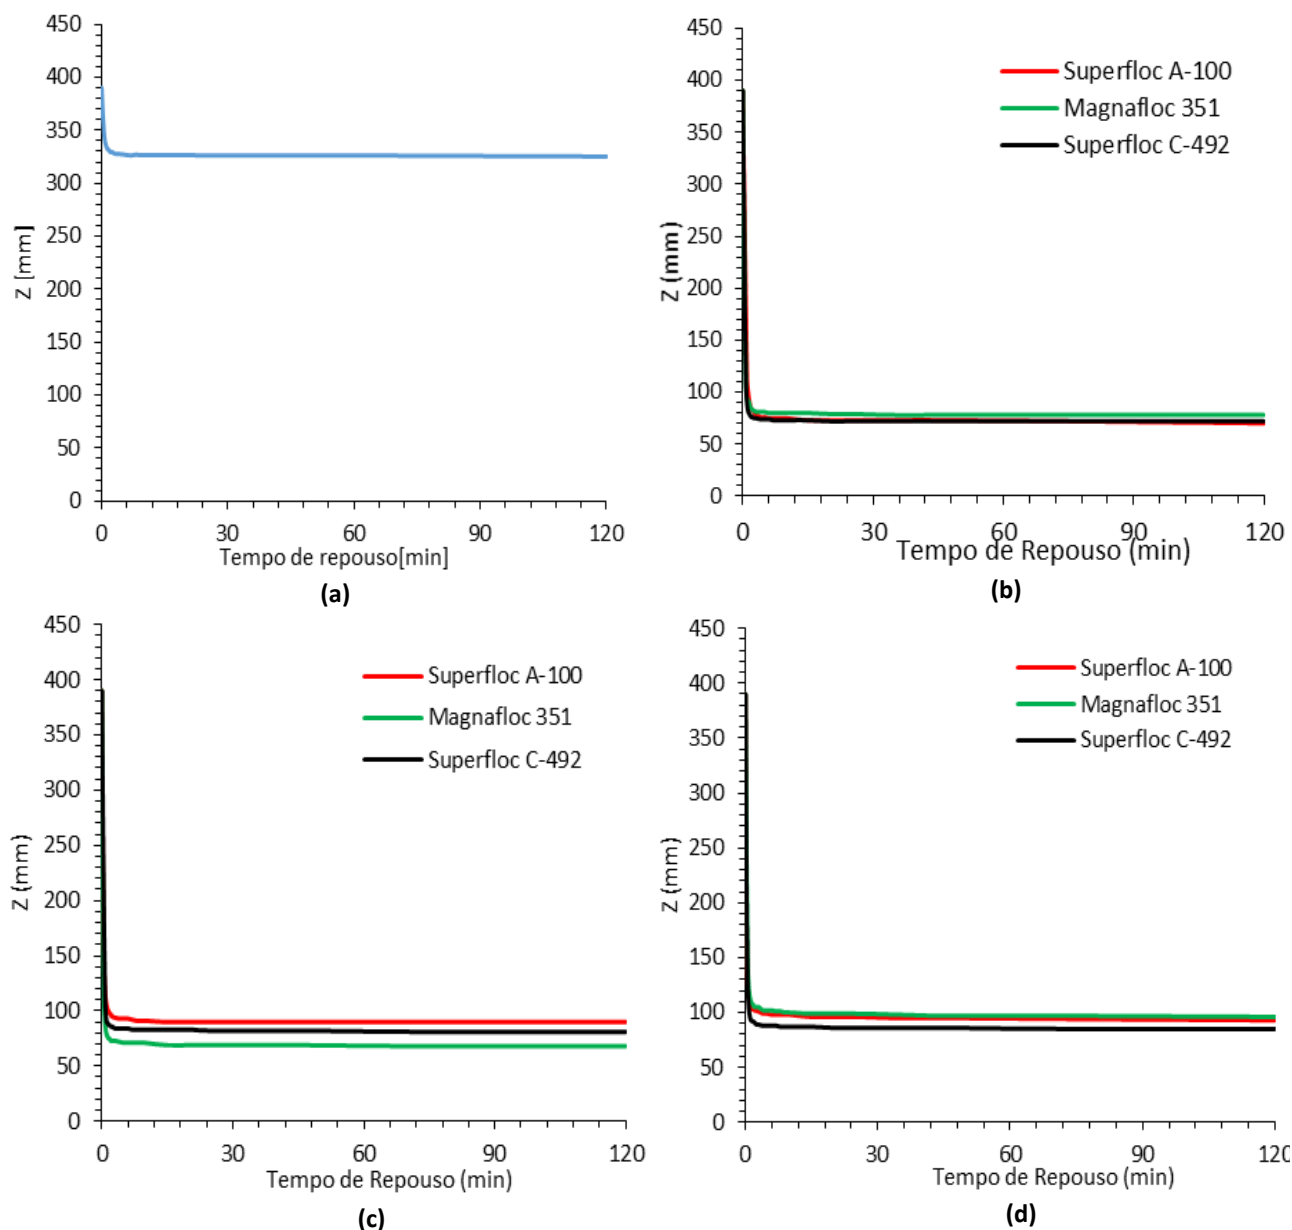 450
400
350
300
250
200
150
100
50
0
Z [mm]
0 30 60 90 120
Tempo de repouso[min]
(a)
450
400
350
300
250
200
150
100
50
0
Z (mm)
Superfloc A-100
Magnafloc 351
Superfloc C-492
0 30 60 90 120
Tempo de Repouso (min)
(b)
450
400
350
300
250
200
150
100
50
0
Z (mm)
Superfloc A-100
Magnafloc 351
Superfloc C-492
0 30 60 90 120
Tempo de Repouso (min)
(c)
450
400
350
300
250
200
150
100
50
0
Z (mm)
Superfloc A-100
Magnafloc 351
Superfloc C-492
0 30 60 90 120
Tempo de Repouso (min)
(d)